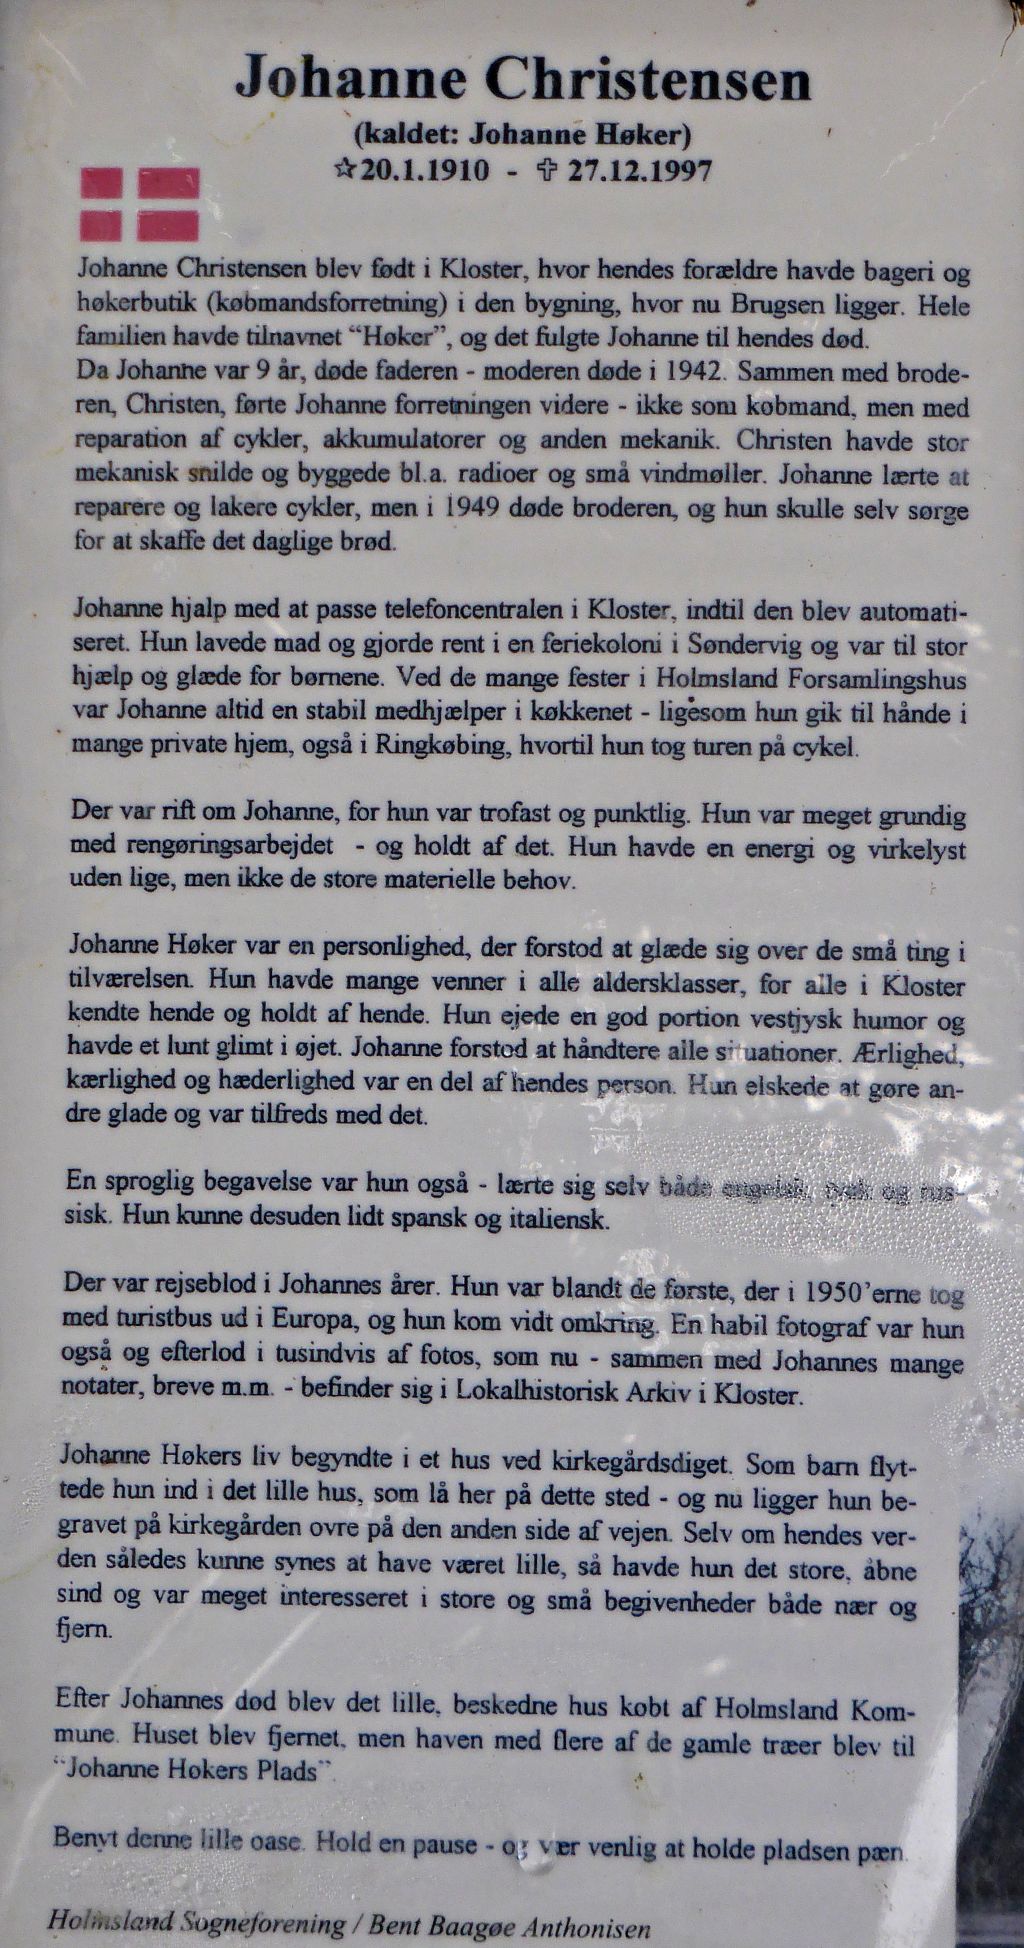 Johanne Christensen
(kaldet: Johanne Høker)
☆20.1.1910 - ✞ 27.12.1997
Johanne Christensen blev født i Kloster, hvor hendes forældre havde bageri og
høkerbutik (købmandsforretning) i den bygning, hvor nu Brugsen ligger. Hele
familien havde tilnavnet “Høker”, og det fulgte Johanne til hendes død.
Da Johanne var 9 år, døde faderen - moderen døde i 1942. Sammen med brode-
ren, Christen, førte Johanne forretningen videre - ikke som købmand, men med
reparation af cykler, akkumulatorer og anden mekanik. Christen havde stor
mekanisk snilde og byggede bl.a. radioer og små vindmøller. Johanne lærte at
reparere og lakere cykler, men i 1949 døde broderen, og hun skulle selv sørge
for at skaffe det daglige brød.
Johanne hjalp med at passe telefoncentralen i Kloster, indtil den blev automati-
seret. Hun lavede mad og gjorde rent i en feriekoloni i Søndervig og var til stor
hjælp og glæde for børnene. Ved de mange fester i Holmsland Forsamlingshus
var Johanne altid en stabil medhjælper i køkkenet - ligesom hun gik til hånde i
mange private hjem, også i Ringkøbing, hvortil hun tog turen på cykel.
Der var rift om Johanne, for hun var trofast og punktlig. Hun var meget grundig
med rengøringsarbejdet - og holdt af det. Hun havde en energi og virkelyst
uden lige, men ikke de store materielle behov.
Johanne Høker var en personlighed, der forstod at glæde sig over de små ting i
tilværelsen. Hun havde mange venner i alle aldersklasser, for alle i Kloster
kendte hende og holdt af hende. Hun ejede en god portion vestjysk humor og
havde et lunt glimt i øjet. Johanne forstod at håndtere alle situationer. Ærlighed,
kærlighed og hæderlighed var en del af hendes person. Hun elskede at gøre an-
dre glade og var tilfreds med det.
En sproglig begavelse var hun også - lærte sig selv både engelsk, tysk og rus-
sisk. Hun kunne desuden lidt spansk og italiensk.
Der var rejseblod i Johannes årer. Hun var blandt de første, der i 1950’erne tog
med turistbus ud i Europa, og hun kom vidt omkring. En habil fotograf var hun
også og efterlod i tusindvis af fotos, som nu - sammen med Johannes mange
notater, breve m.m. - befinder sig i Lokalhistorisk Arkiv i Kloster.
Johanne Høkers liv begyndte i et hus ved kirkegårdsdiget. Som barn flyt-
tede hun ind i det lille hus, som lå her på dette sted - og nu ligger hun be-
gravet på kirkegården ovre på den anden side af vejen. Selv om hendes ver-
den således kunne synes at have været lille, så havde hun det store, åbne
sind og var meget interesseret i store og små begivenheder både nær og
fjern.
Efter Johannes død blev det lille, beskedne hus købt af Holmsland Kom-
mune. Huset blev fjernet, men haven med flere af de gamle træer blev til
“Johanne Høkers Plads”.
Benyt denne lille oase. Hold en pause - og vær venlig at holde pladsen pæn.
Holmsland Sogneforening / Bent Baagøe Anthonisen